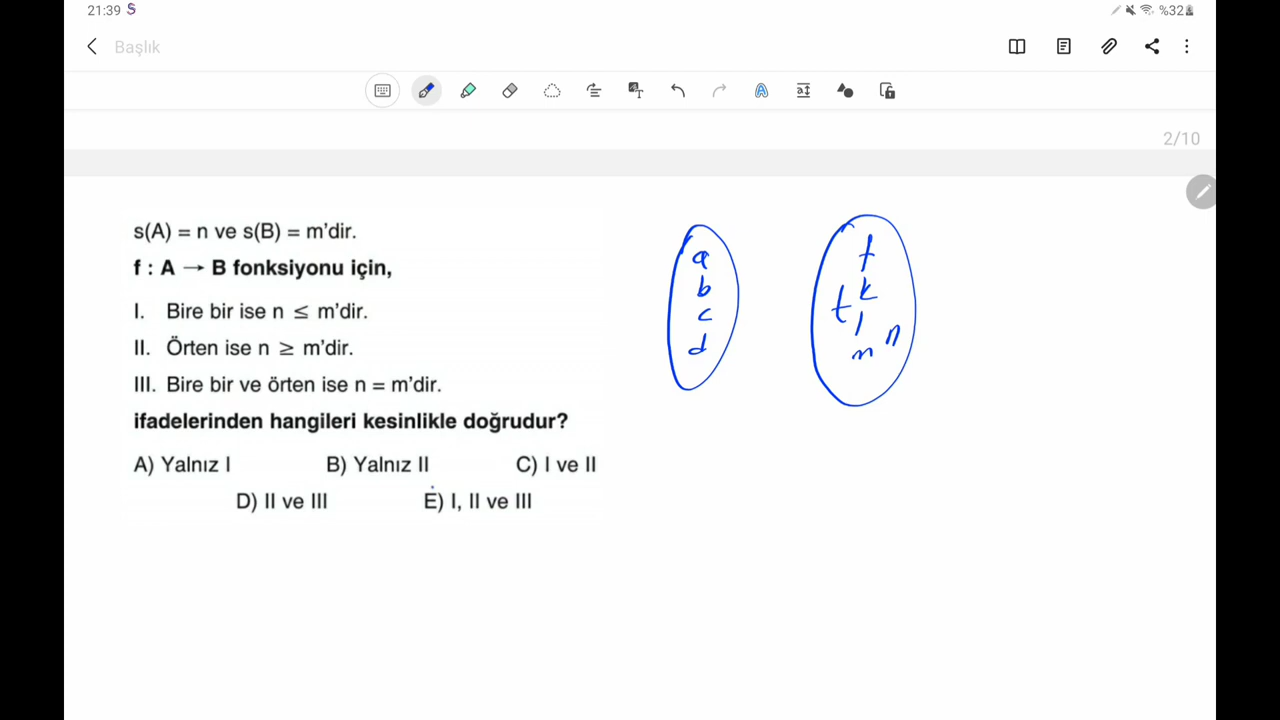 21:39 S %32
Başlık
2/10
s(A) = n ve s(B) = m'dir.
f : A → B fonksiyonu için,
I. Bire bir ise n ≤ m'dir.
II. Örten ise n ≥ m'dir.
III. Bire bir ve örten ise n = m'dir.
ifadelerinden hangileri kesinlikle doğrudur?
A) Yalnız I B) Yalnız II C) I ve II
D) II ve III E) I, II ve III
a
b
c
d
f
k
t
l
n
m